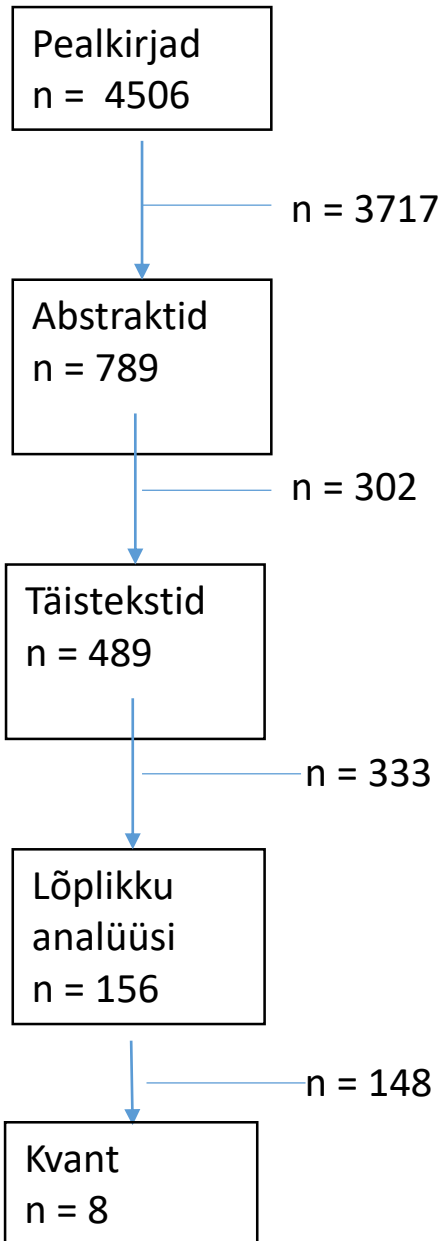 Pealkirjad
n = 4506
n = 3717
Abstraktid
n = 789
n = 302
Täistekstid
n = 489
n = 333
Lõplikku
analüüsi
n = 156
n = 148
Kvant
n = 8